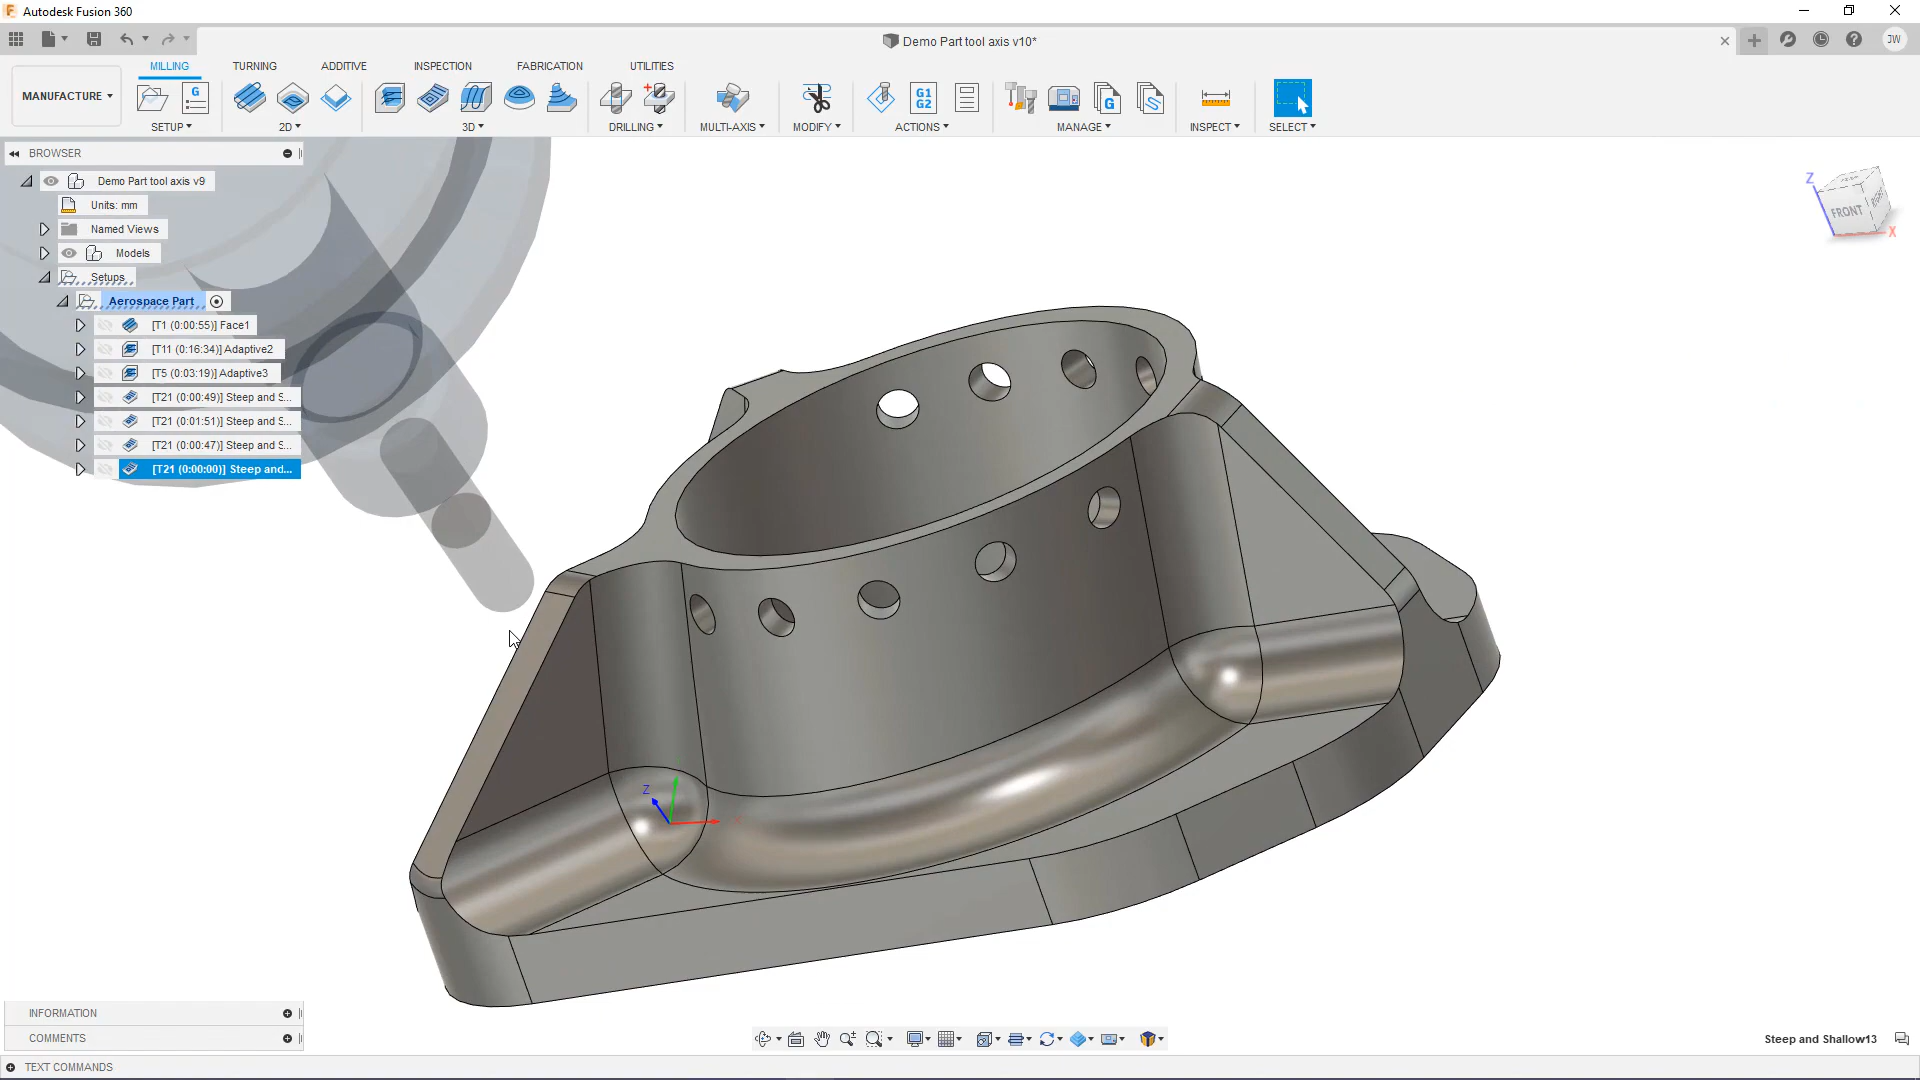 Autodesk Fusion 360
Demo Part tool axis v10*
JW
MILLING TURNING ADDITIVE INSPECTION FABRICATION UTILITIES
MANUFACTURE
G
G1
G2
G
S
SETUP 2D 3D DRILLING MULTI-AXIS MODIFY ACTIONS MANAGE INSPECT SELECT
BROWSER
Demo Part tool axis v9
Units: mm
Named Views
Models
Setups
Aerospace Part
[T1 (0:00:55)] Face1
[T11 (0:16:34)] Adaptive2
[T5 (0:03:19)] Adaptive3
[T21 (0:00:49)] Steep and S...
[T21 (0:01:51)] Steep and S...
[T21 (0:00:47)] Steep and S...
[T21 (0:00:00)] Steep and...
Z
FRONT
X
Z
INFORMATION
COMMENTS
Steep and Shallow13
TEXT COMMANDS